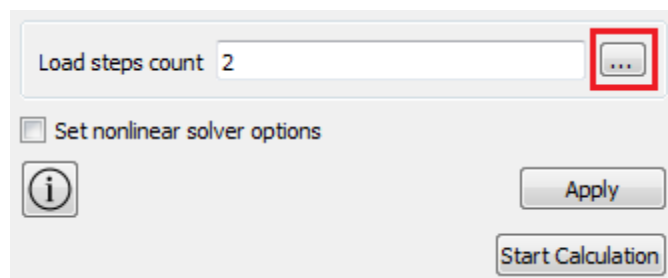 Load steps count 2 ...
Set nonlinear solver options
i
Apply
Start Calculation